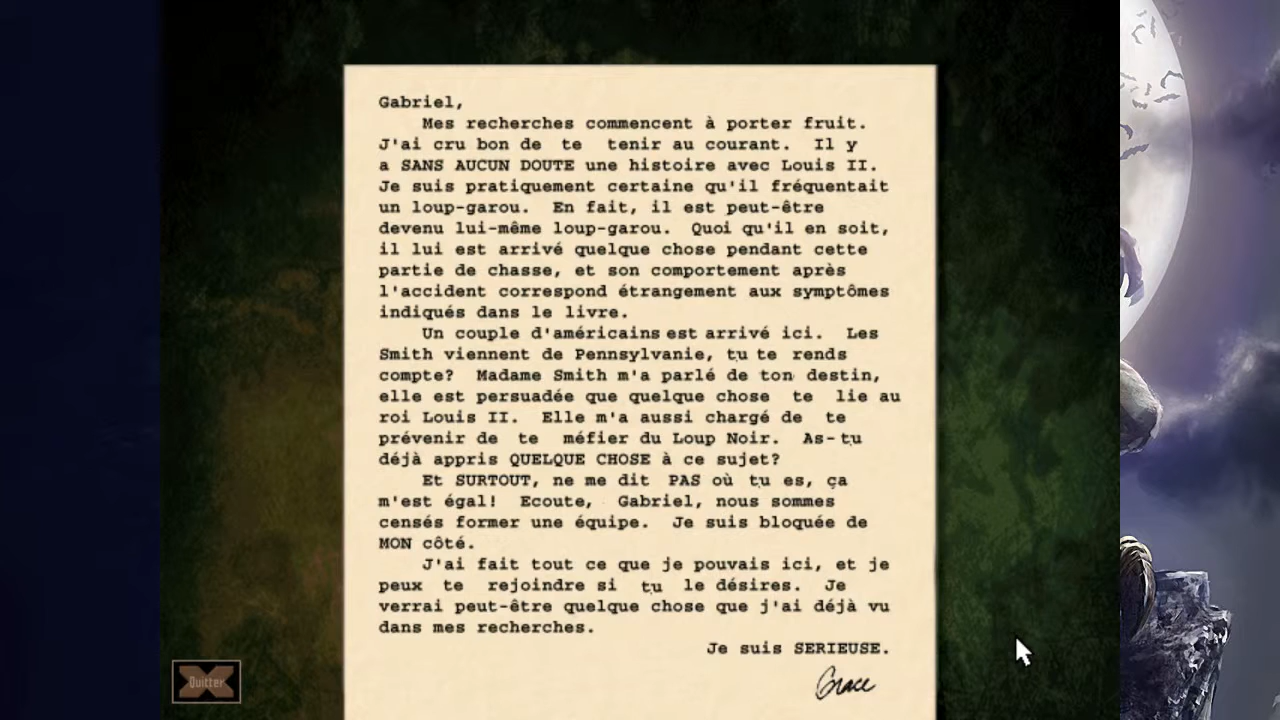 Gabriel,
Mes recherches commencent à porter fruit.
J'ai cru bon de te tenir au courant. Il y
a SANS AUCUN DOUTE une histoire avec Louis II.
Je suis pratiquement certaine qu'il fréquentait
un loup-garou. En fait, il est peut-être
devenu lui-même loup-garou. Quoi qu'il en soit,
il lui est arrivé quelque chose pendant cette
partie de chasse, et son comportement après
l'accident correspond étrangement aux symptômes
indiqués dans le livre.
Un couple d'américains est arrivé ici. Les
Smith viennent de Pennsylvanie, tu te rends
compte? Madame Smith m'a parlé de ton destin,
elle est persuadée que quelque chose te lie au
roi Louis II. Elle m'a aussi chargé de te
prévenir de te méfier du Loup Noir. As-tu
déjà appris QUELQUE CHOSE à ce sujet?
Et SURTOUT, ne me dit PAS où tu es, ça
m'est égal! Ecoute, Gabriel, nous sommes
censés former une équipe. Je suis bloquée de
MON côté.
J'ai fait tout ce que je pouvais ici, et je
peux te rejoindre si tu le désires. Je
verrai peut-être quelque chose que j'ai déjà vu
dans mes recherches.
Je suis SERIEUSE.
Grace
Quitter